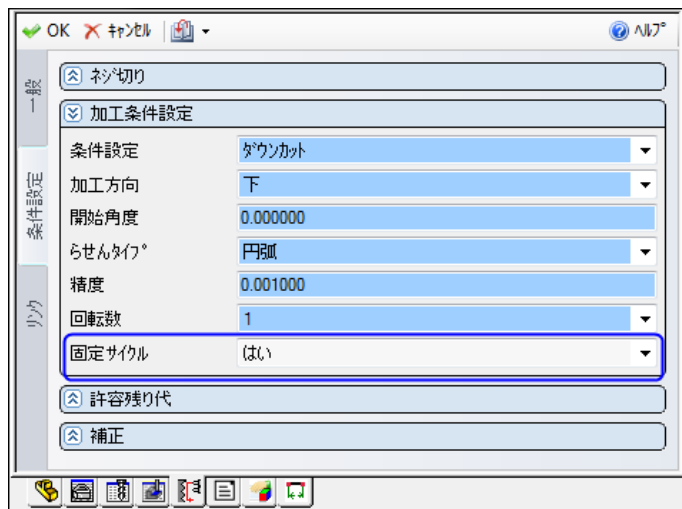 OK キャンセル ヘルプ
一般
条件設定
リンク
ネジ切り
加工条件設定
条件設定 ダウンカット
加工方向 下
開始角度 0.000000
らせんタイプ 円弧
精度 0.001000
回転数 1
固定サイクル はい
許容残り代
補正